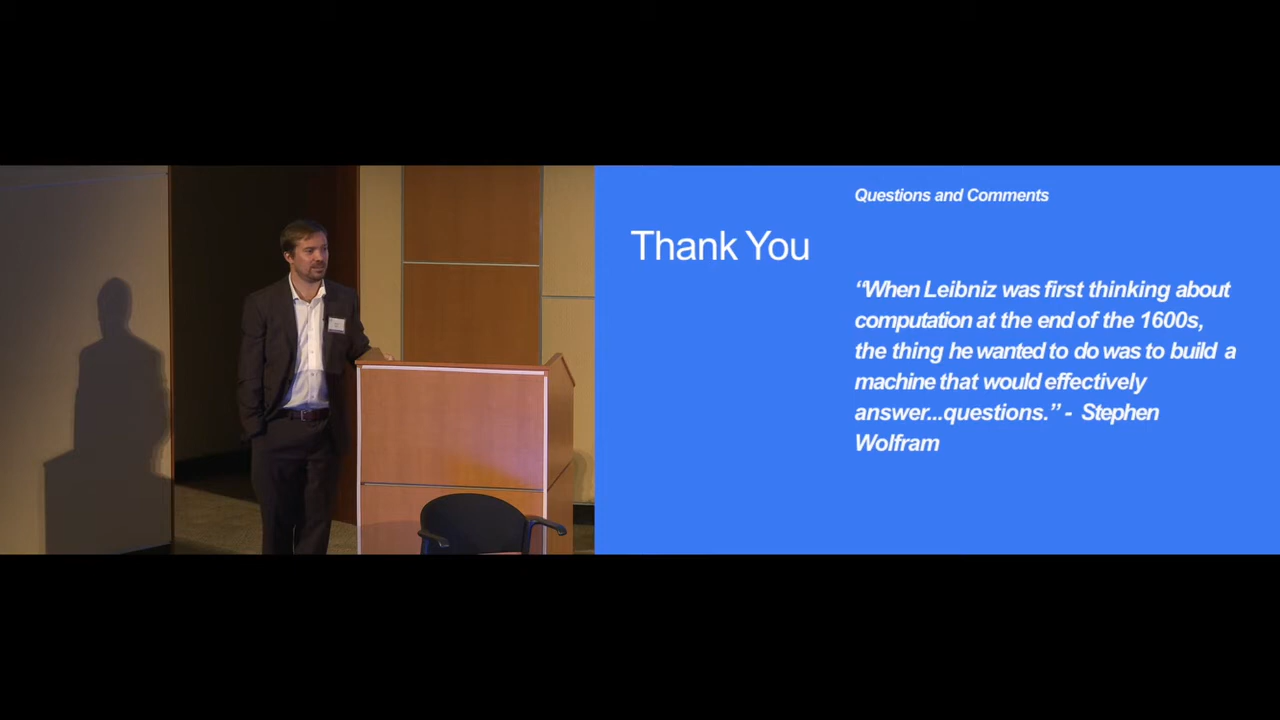 Questions and Comments
Thank You
“When Leibniz was first thinking about
computation at the end of the 1600s,
the thing he wanted to do was to build a
machine that would effectively
answer...questions.” - Stephen
Wolfram